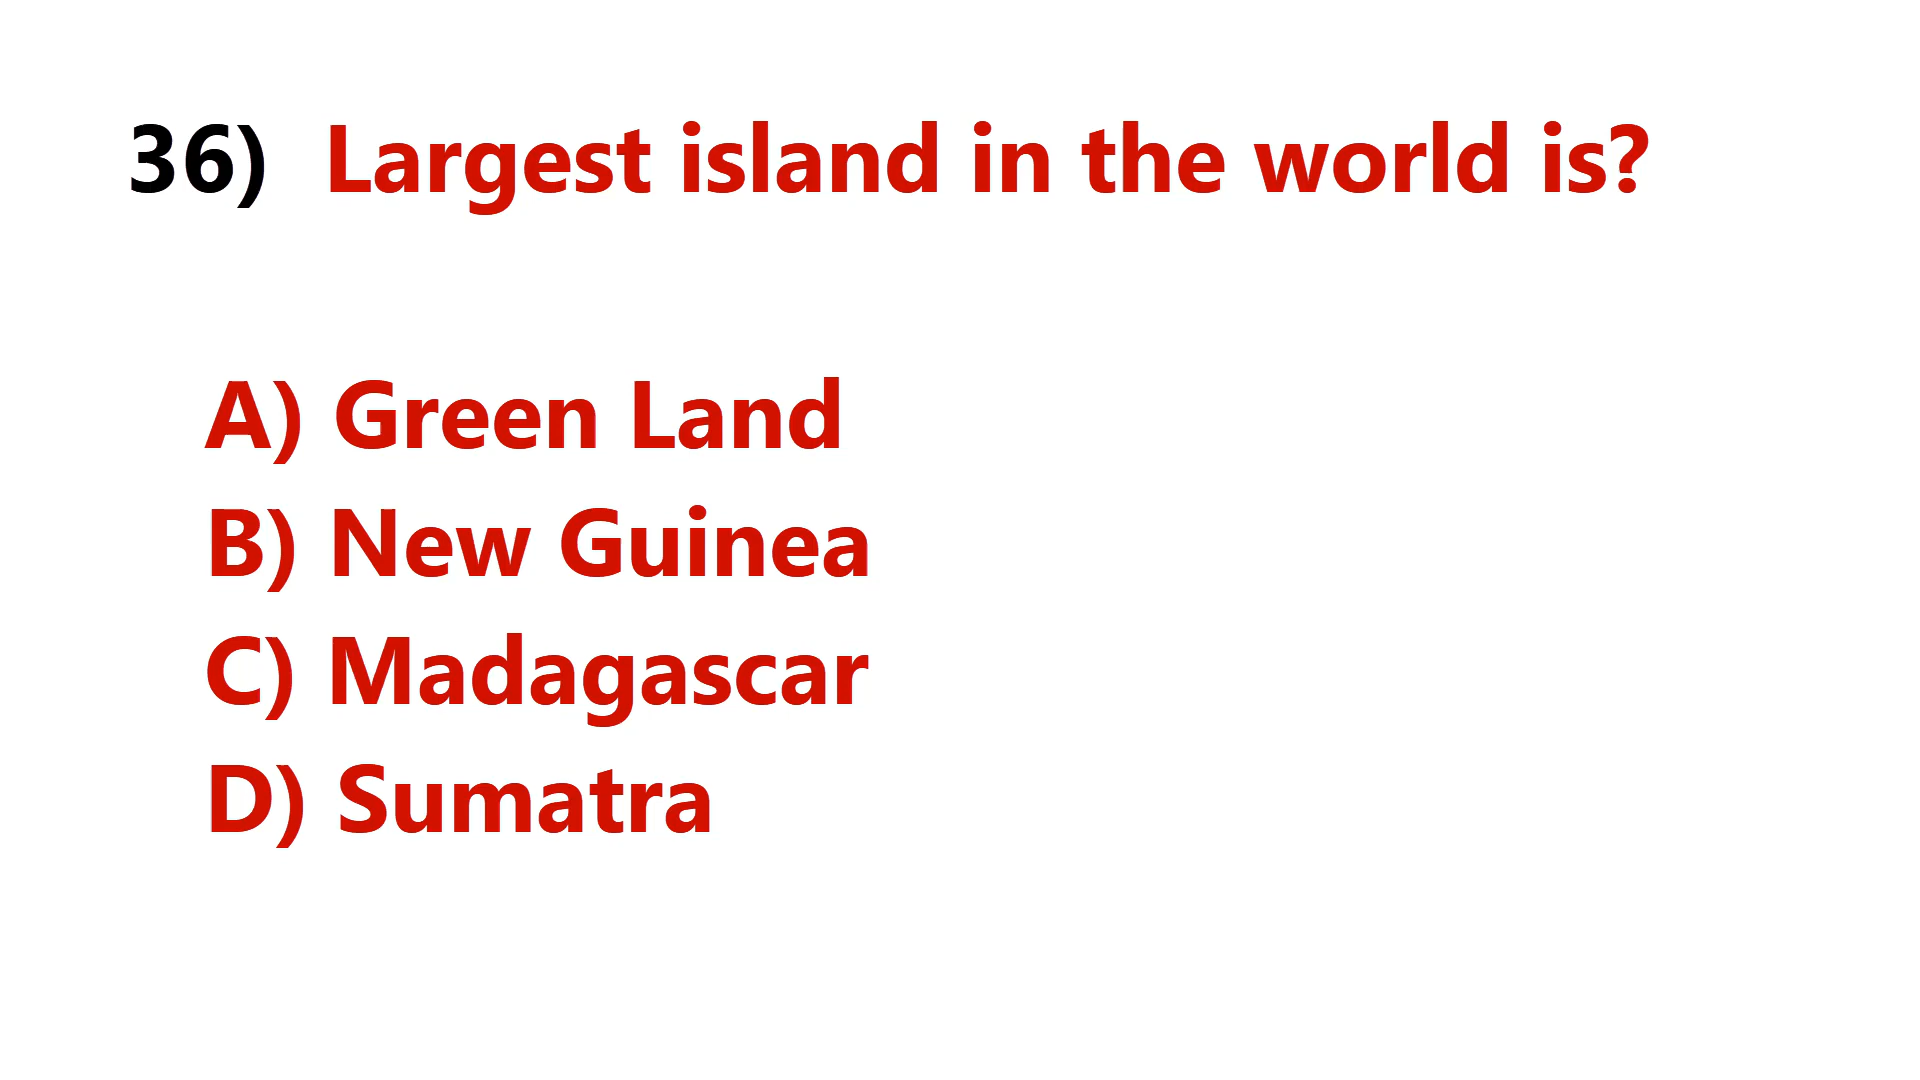 36) Largest island in the world is?
A) Green Land
B) New Guinea
C) Madagascar
D) Sumatra